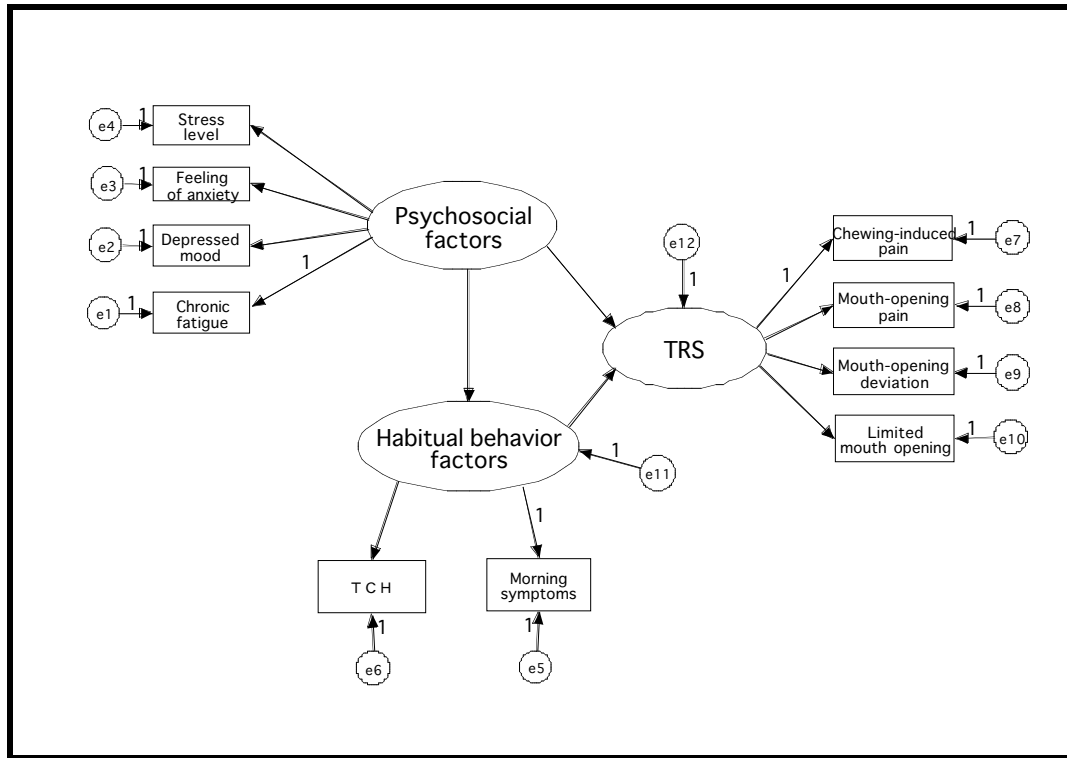 e4
1
Stress
level
e3
1
Feeling
of anxiety
e2
1
Depressed
mood
e1
1
Chronic
fatigue
1
Psychosocial
factors
e12
1
TRS
1
Chewing-induced
pain
1
e7
Mouth-opening
pain
1
e8
Mouth-opening
deviation
1
e9
Limited
mouth opening
1
e10
Habitual behavior
factors
1
e11
1
T C H
1
e6
Morning
symptoms
1
e5